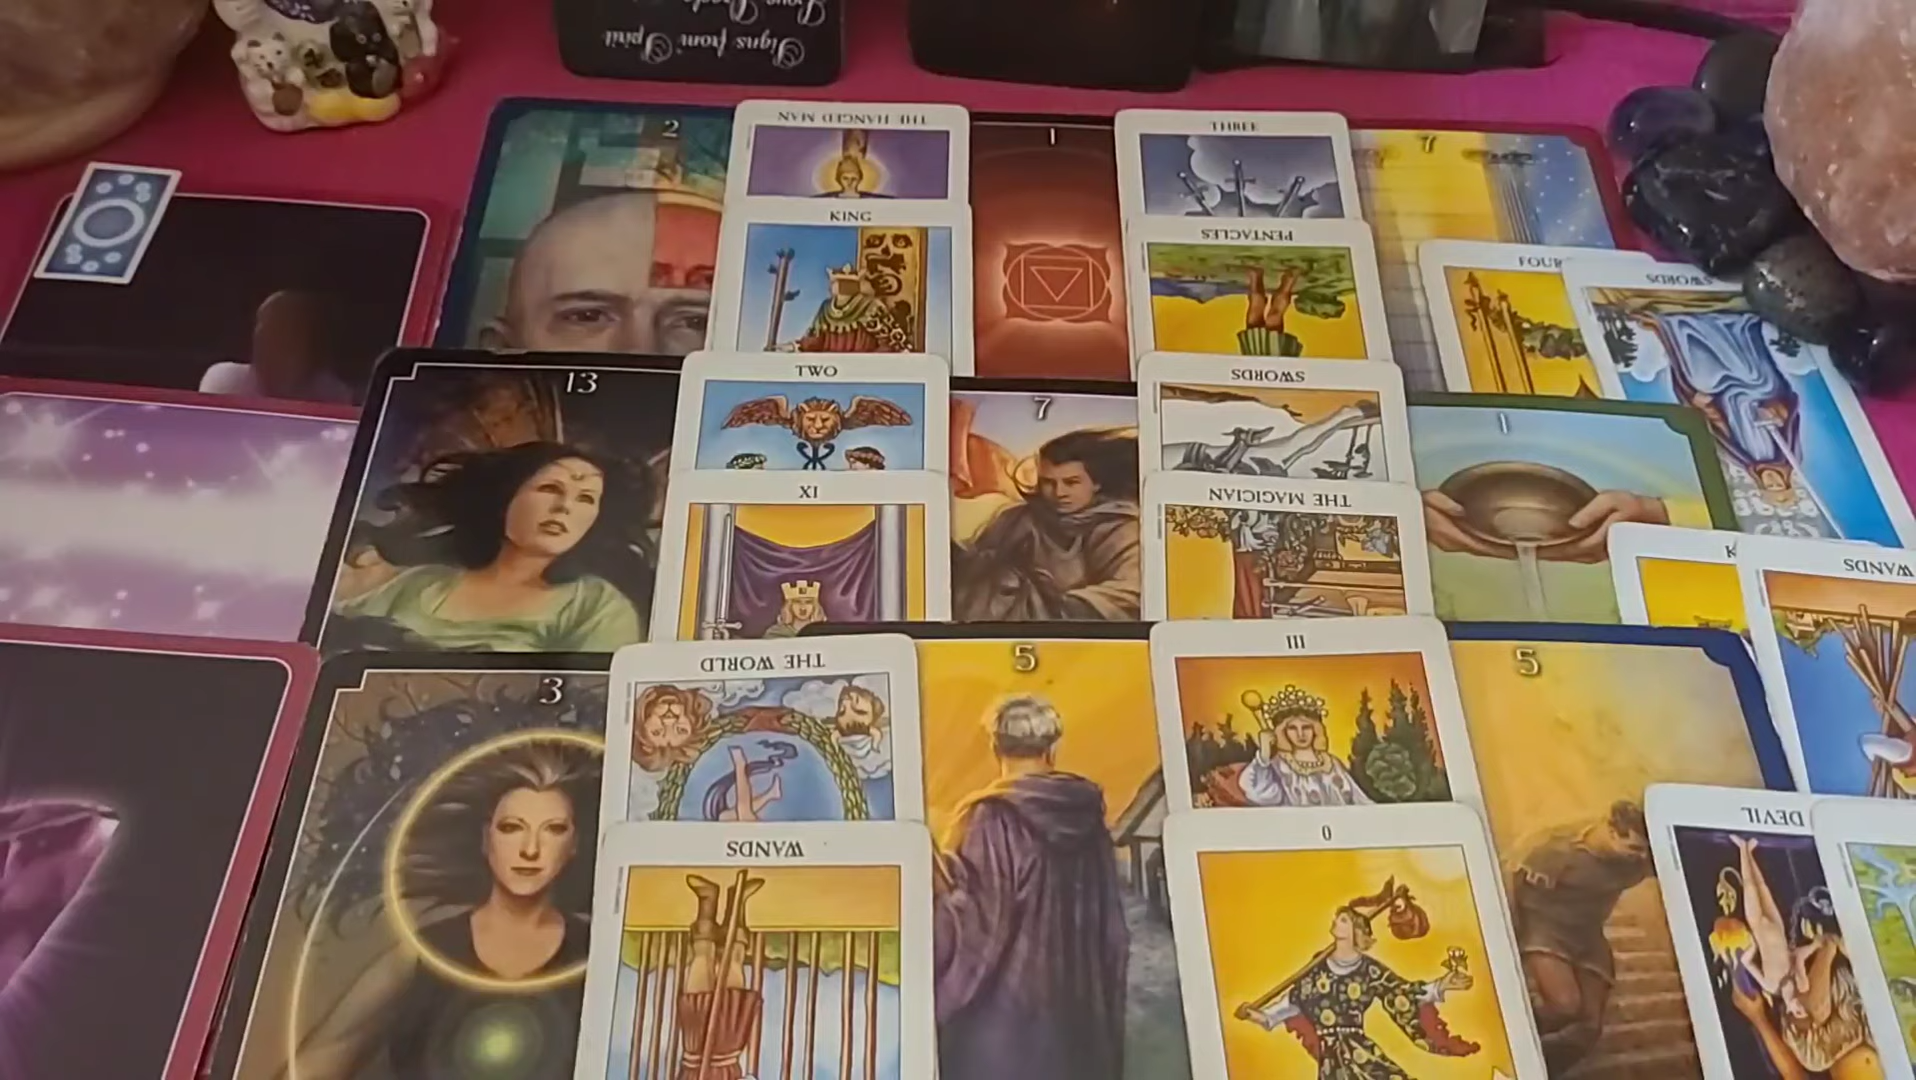 Signs from Spirit
2
THE HANGED MAN
1
THREE
7
KING
PENTACLES
FOUR
SWORDS
13
TWO
7
SWORDS
1
IX
THE MAGICIAN
K
WANDS
3
THE WORLD
5
III
5
WANDS
0
DEVIL